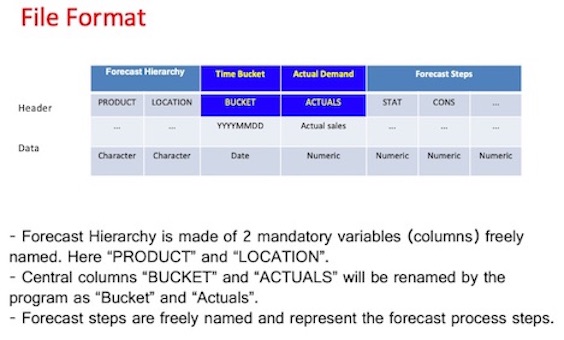 File Format
Forecast Hierarchy Time Bucket Actual Demand Forecast Steps
Header PRODUCT LOCATION BUCKET ACTUALS STAT CONS ...
... ... YYYYMMDD Actual sales ... ... ...
Data Character Character Date Numeric Numeric Numeric Numeric
- Forecast Hierarchy is made of 2 mandatory variables (columns) freely
named. Here “PRODUCT” and “LOCATION”.
- Central columns “BUCKET” and “ACTUALS” will be renamed by the
program as “Bucket” and “Actuals”.
- Forecast steps are freely named and represent the forecast process steps.